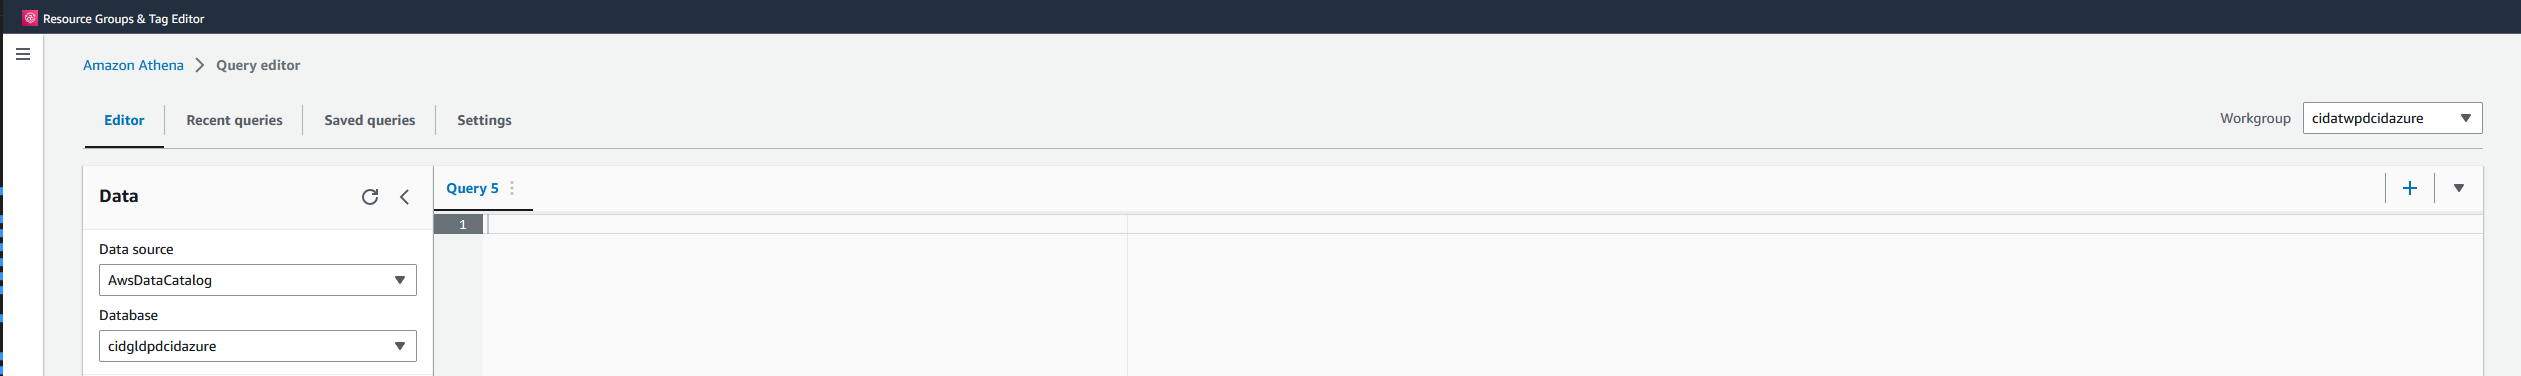 Resource Groups & Tag Editor
Amazon Athena > Query editor
Editor
Recent queries
Saved queries
Settings
Workgroup
cidatwpdcidazure
Data
Query 5
1
Data source
AwsDataCatalog
Database
cidgldpdcidazure